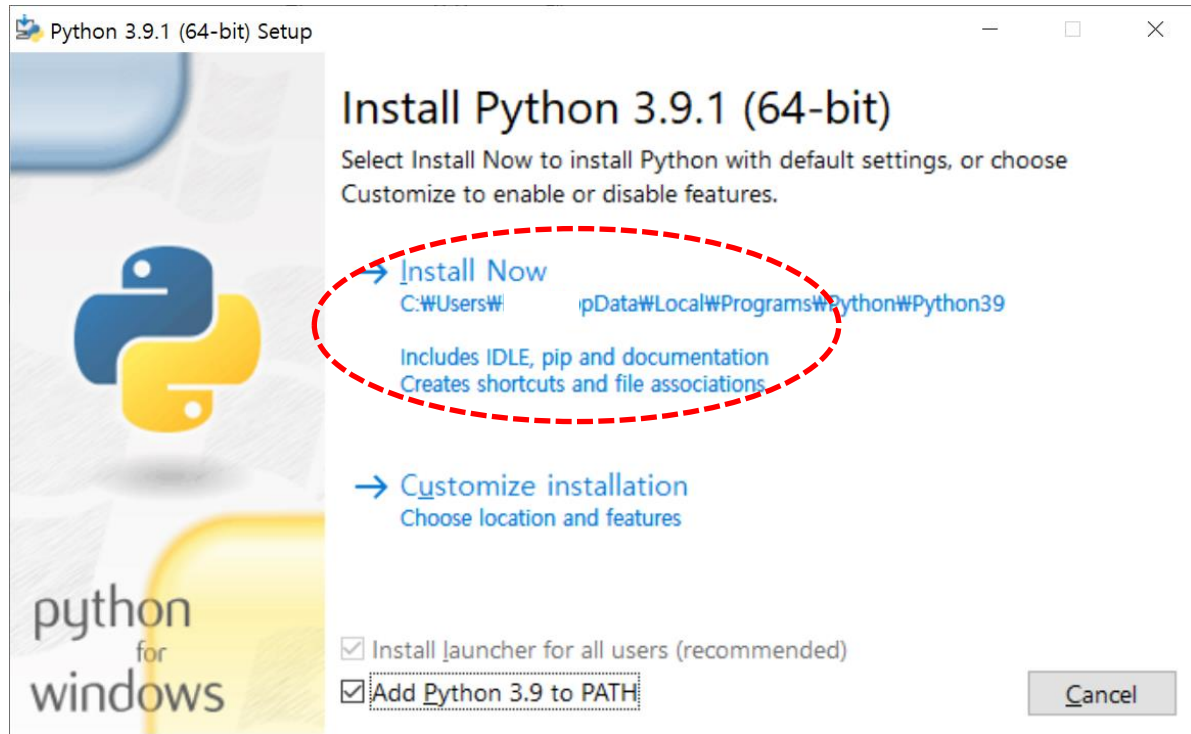 Python 3.9.1 (64-bit) Setup
Install Python 3.9.1 (64-bit)
Select Install Now to install Python with default settings, or choose
Customize to enable or disable features.
→ Install Now
C:₩Users₩ ppData₩Local₩Programs₩Python₩Python39
Includes IDLE, pip and documentation
Creates shortcuts and file associations
→ Customize installation
Choose location and features
python
for
windows
Install launcher for all users (recommended)
Add Python 3.9 to PATH
Cancel